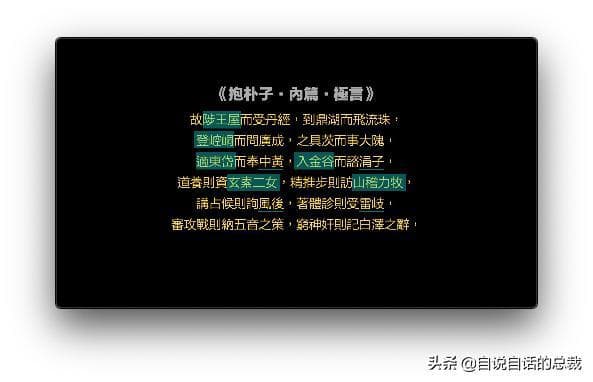 《抱朴子·內篇·極言》
故陟王屋而受丹經，到鼎湖而飛流珠，
登崆峒而問廣成，之具茨而事大隗，
適東岱而奉中黃，入金谷而諮涓子，
道養則資玄素二女，精推步則訪山稽力牧，
講占候則詢風後，著體診則受雷岐，
審攻戰則納五音之策，窮神奸則記白澤之辭，
头条 @自说自话的总裁